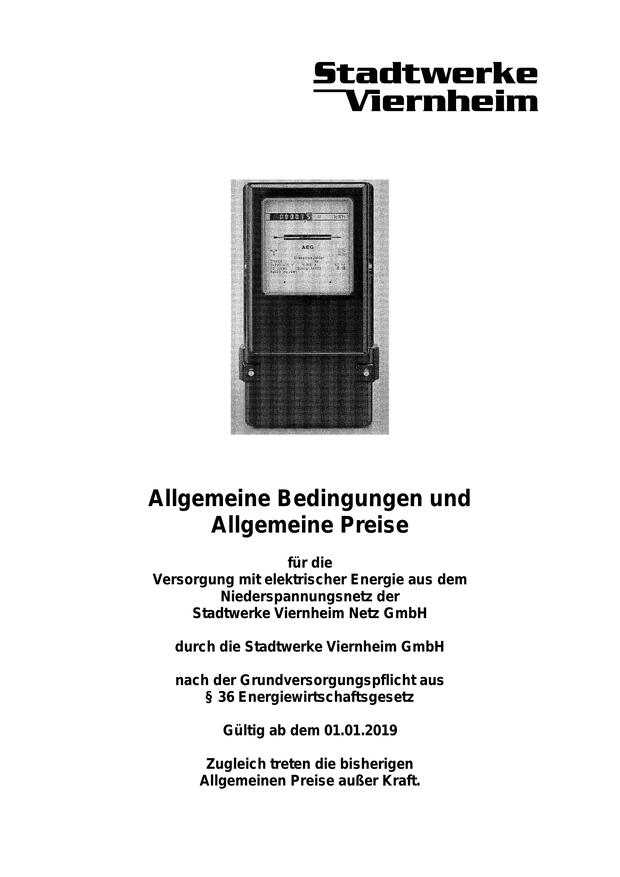 Stadtwerke
Viernheim
AEG
Allgemeine Bedingungen und
Allgemeine Preise
für die
Versorgung mit elektrischer Energie aus dem
Niederspannungsnetz der
Stadtwerke Viernheim Netz GmbH
durch die Stadtwerke Viernheim GmbH
nach der Grundversorgungspflicht aus
§ 36 Energiewirtschaftsgesetz
Gültig ab dem 01.01.2019
Zugleich treten die bisherigen
Allgemeinen Preise außer Kraft.